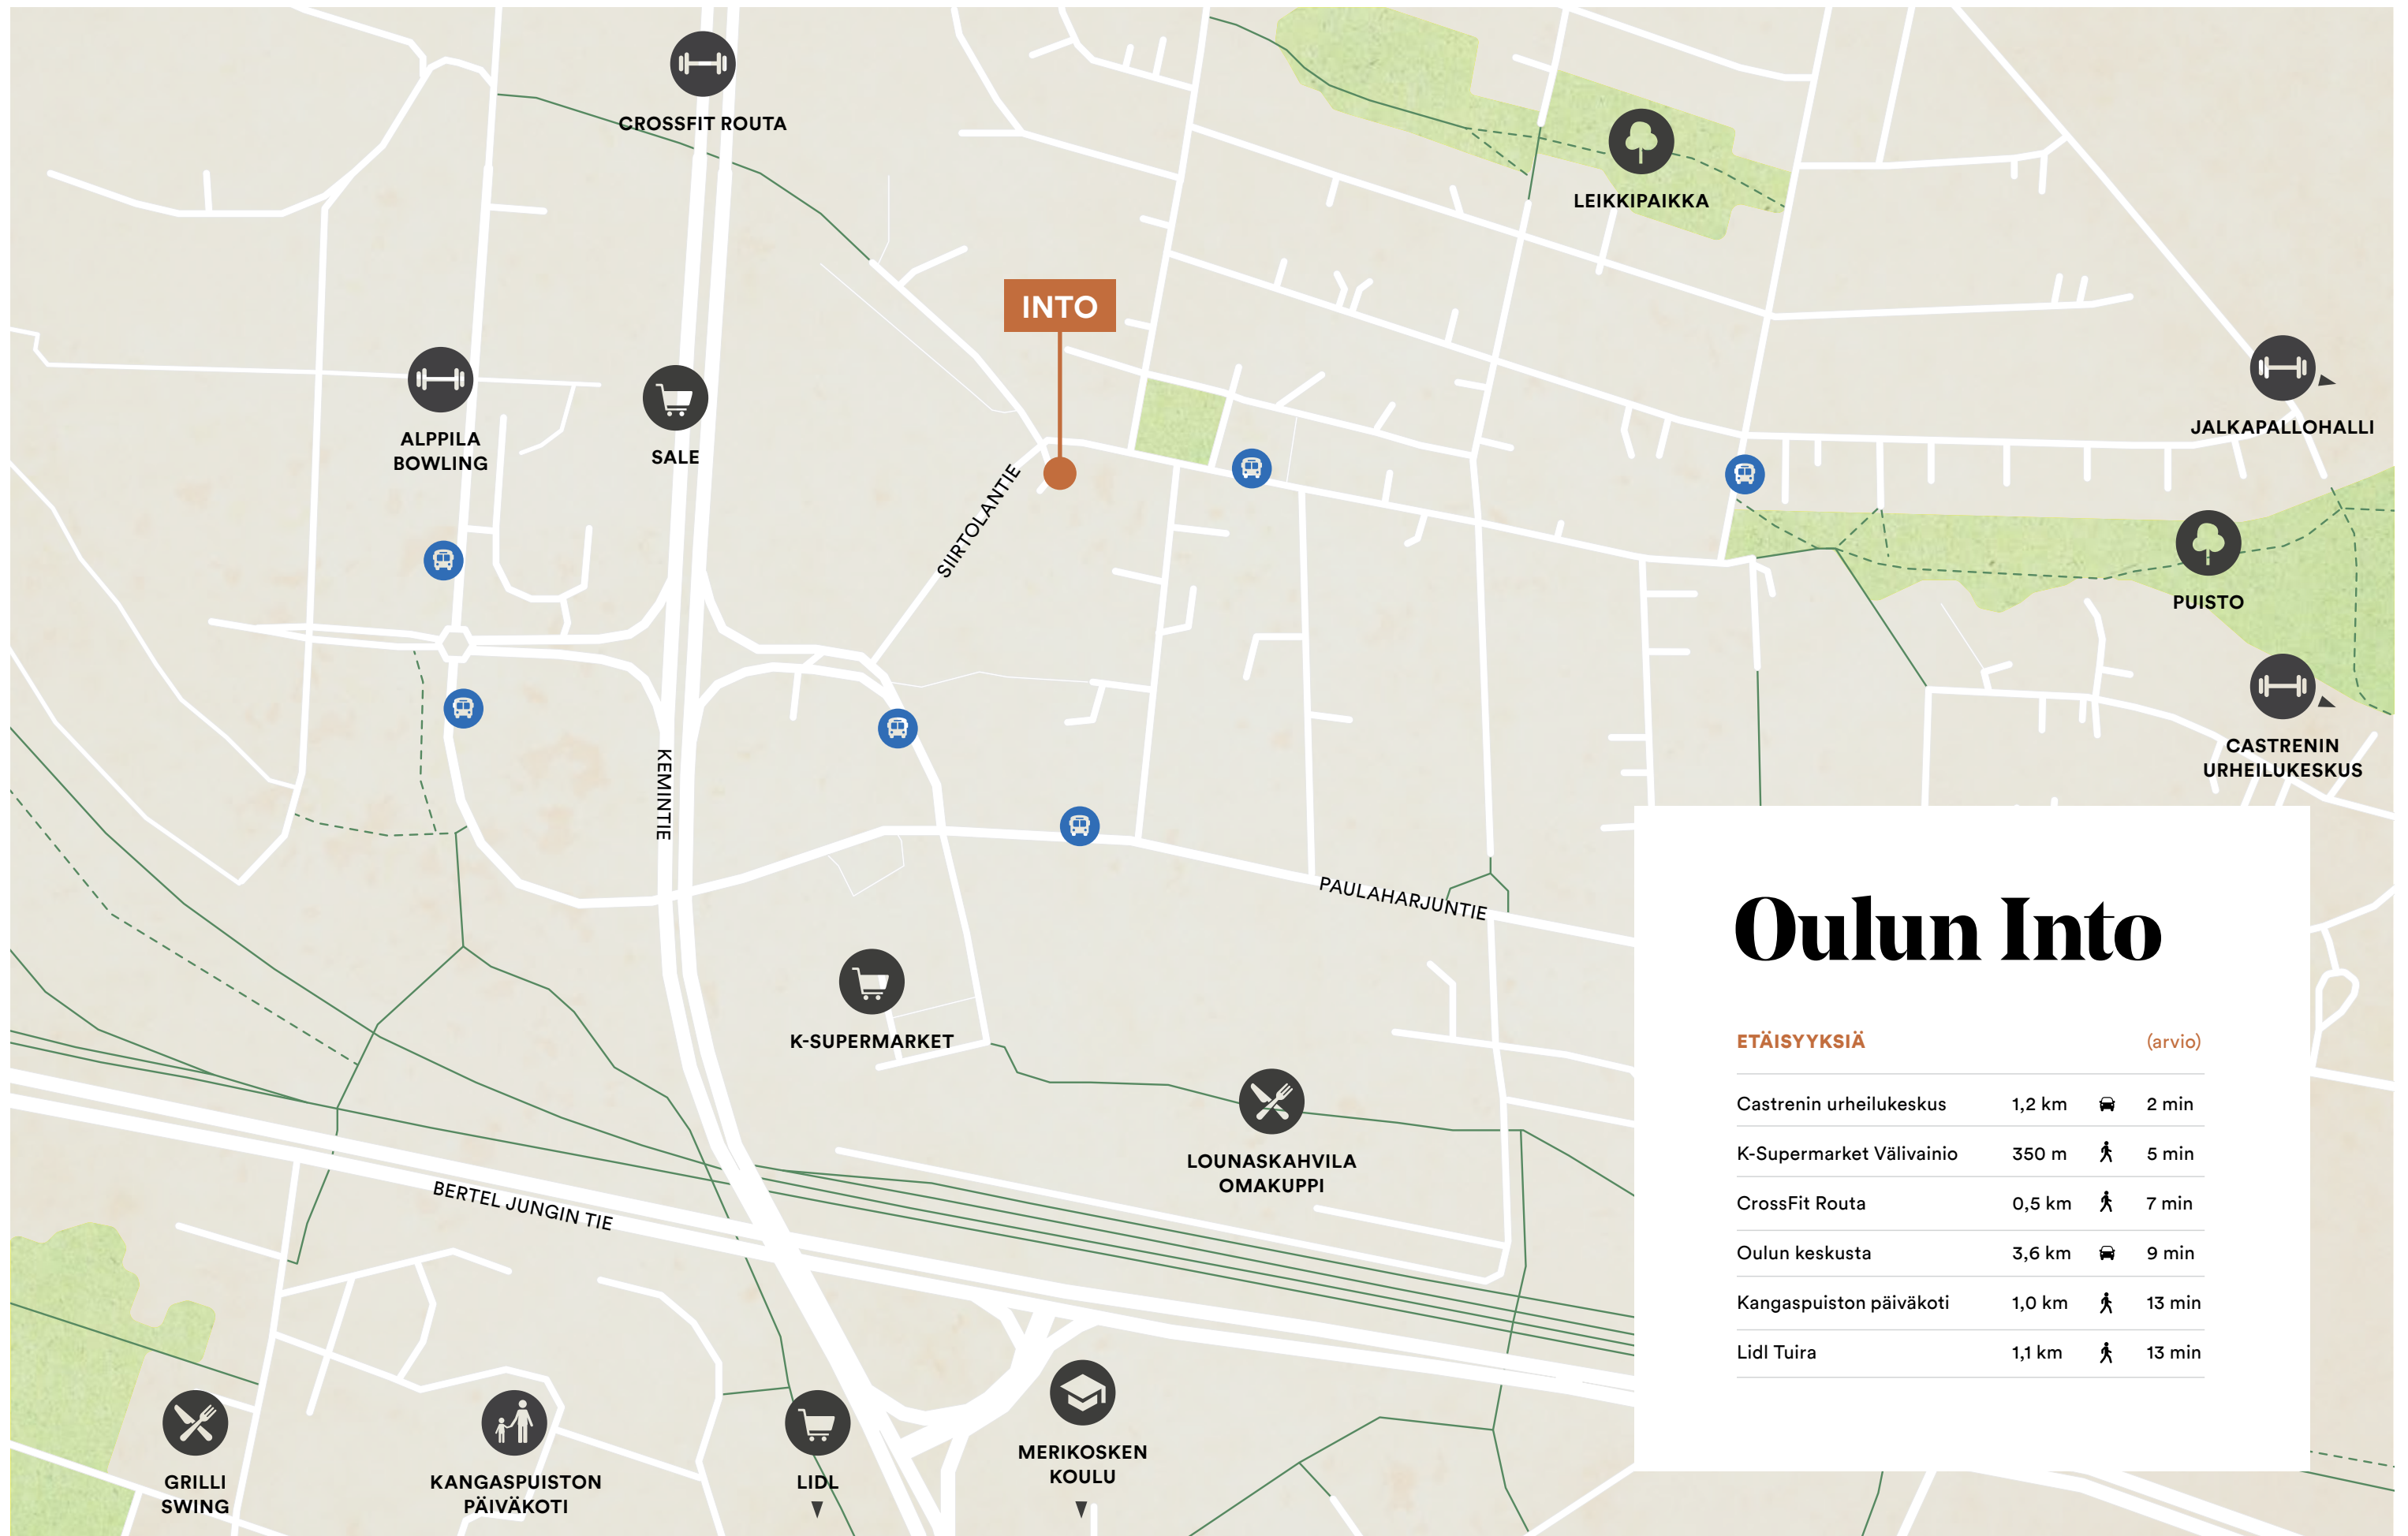 CROSSFIT ROUTA
LEIKKIPAIKKA
INTO
ALPPILA
BOWLING
SALE
JALKAPALLOHALLI
SIIRTOLANTIE
PUISTO
KEMINTIE
CASTRENIN
URHEILUKESKUS
PAULAHARJUNTIE
K-SUPERMARKET
LOUNASKAHVILA
OMAKUPPI
BERTEL JUNGIN TIE
GRILLI
SWING
KANGASPUISTON
PÄIVÄKOTI
LIDL
MERIKOSKEN
KOULU
Oulun Into
ETÄISYYKSIÄ (arvio)
Castrenin urheilukeskus 1,2 km 2 min
K-Supermarket Välivainio 350 m 5 min
CrossFit Routa 0,5 km 7 min
Oulun keskusta 3,6 km 9 min
Kangaspuiston päiväkoti 1,0 km 13 min
Lidl Tuira 1,1 km 13 min